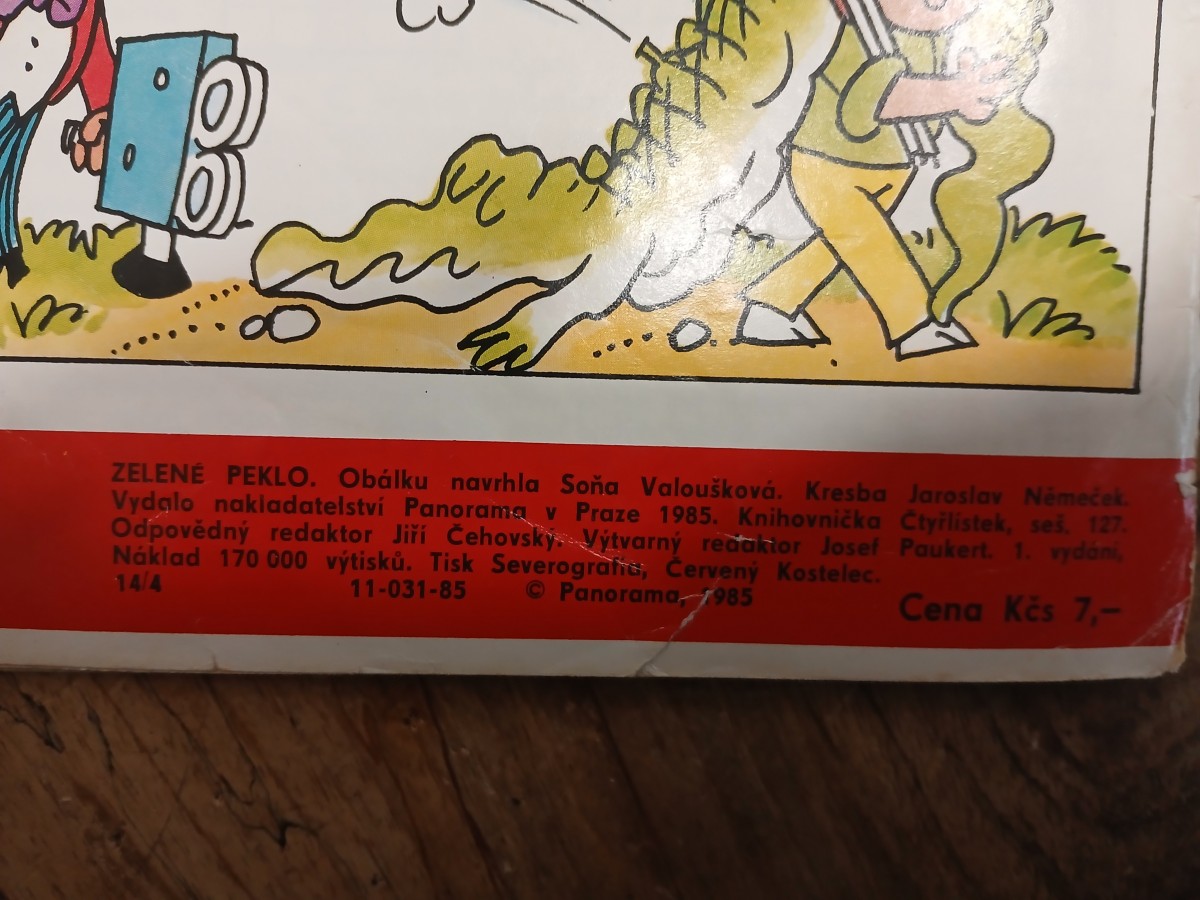 ZELENÉ PEKLO. Obálku navrhla Soňa Valoušková. Kresba Jaroslav Němeček.
Vydalo nakladatelství Panorama v Praze 1985. Knihovnička Čtyřlístek, seš. 127.
Odpovědný redaktor Jiří Čehovský. Výtvarný redaktor Josef Paukert. 1. vydání,
Náklad 170 000 výtisků. Tisk Severografia, Červený Kostelec.
14/4 11-031-85 © Panorama, 1985
Cena Kčs 7,—